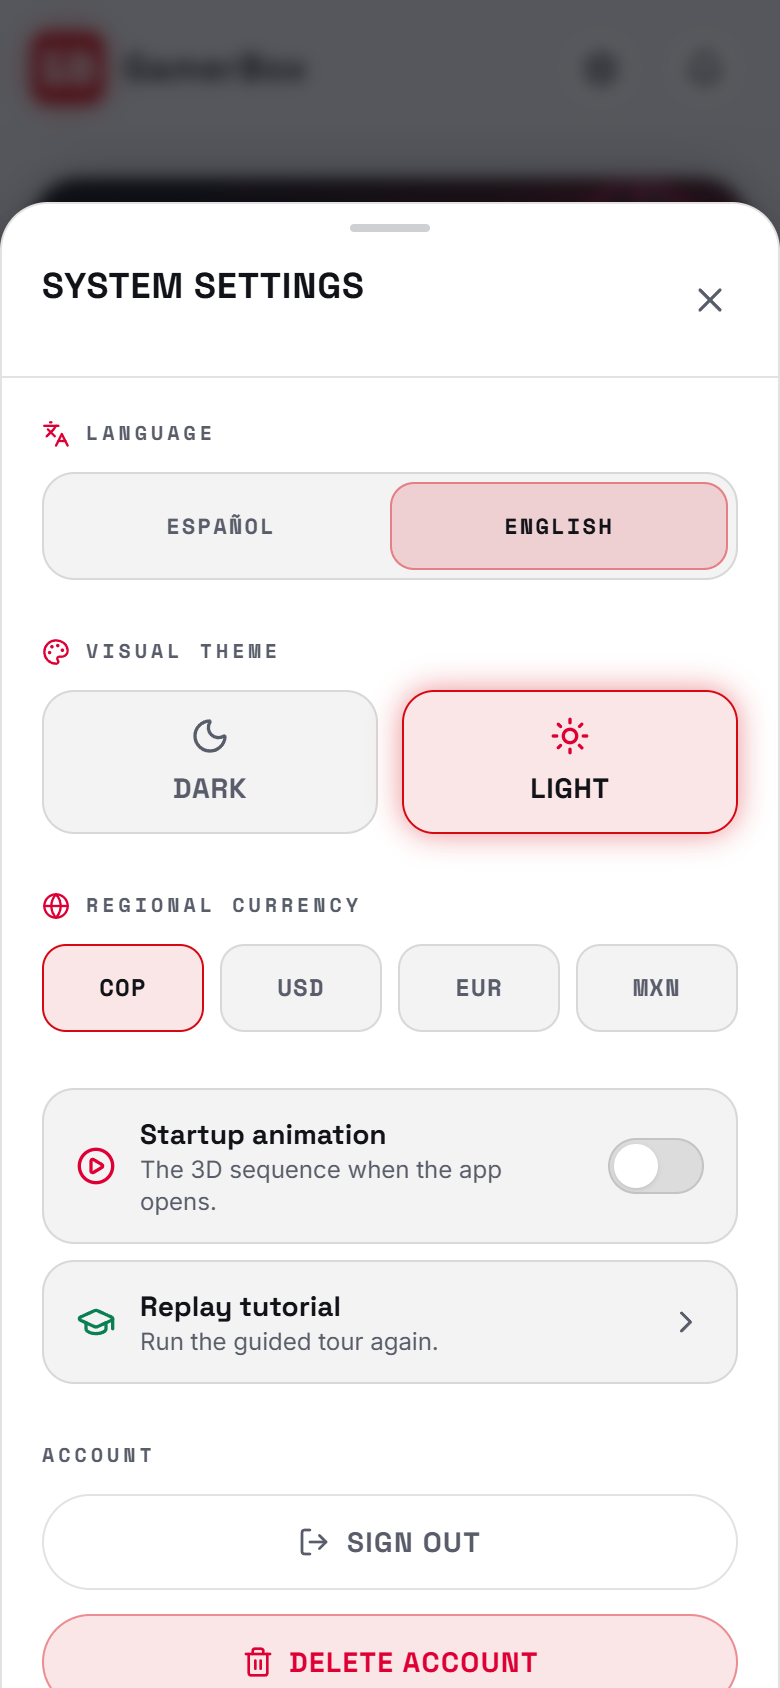 GamerBox
SYSTEM SETTINGS
LANGUAGE
ESPAÑOL
ENGLISH
VISUAL THEME
DARK
LIGHT
REGIONAL CURRENCY
COP
USD
EUR
MXN
Startup animation
The 3D sequence when the app
opens.
Replay tutorial
Run the guided tour again.
ACCOUNT
SIGN OUT
DELETE ACCOUNT